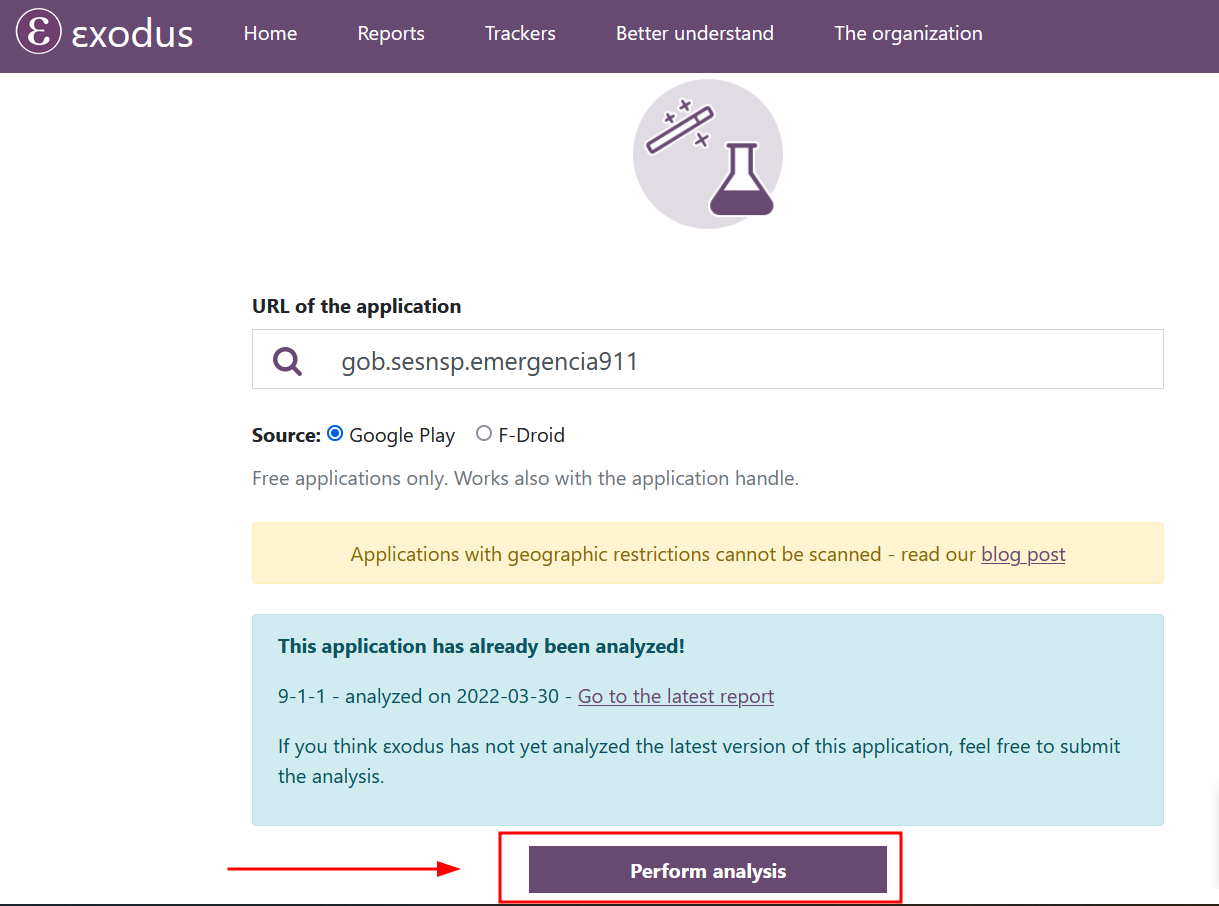 εxodus Home Reports Trackers Better understand The organization
URL of the application
gob.sesnsp.emergencia911
Source: Google Play F-Droid
Free applications only. Works also with the application handle.
Applications with geographic restrictions cannot be scanned - read our blog post
This application has already been analyzed!
9-1-1 - analyzed on 2022-03-30 - Go to the latest report
If you think εxodus has not yet analyzed the latest version of this application, feel free to submit
the analysis.
Perform analysis